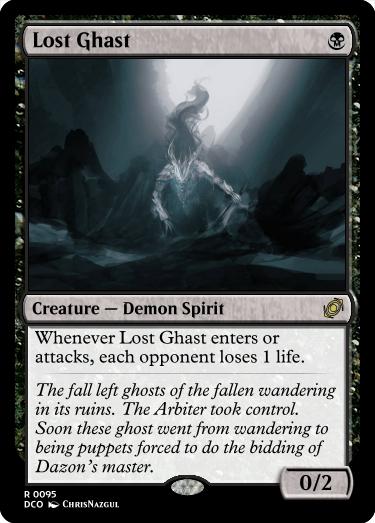 Lost Ghast
Creature — Demon Spirit
Whenever Lost Ghast enters or
attacks, each opponent loses 1 life.
The fall left ghosts of the fallen wandering
in its ruins. The Arbiter took control.
Soon these ghost went from wandering to
being puppets forced to do the bidding of
Dazon's master.
0/2
R 0095
DCO ChrisNazgul